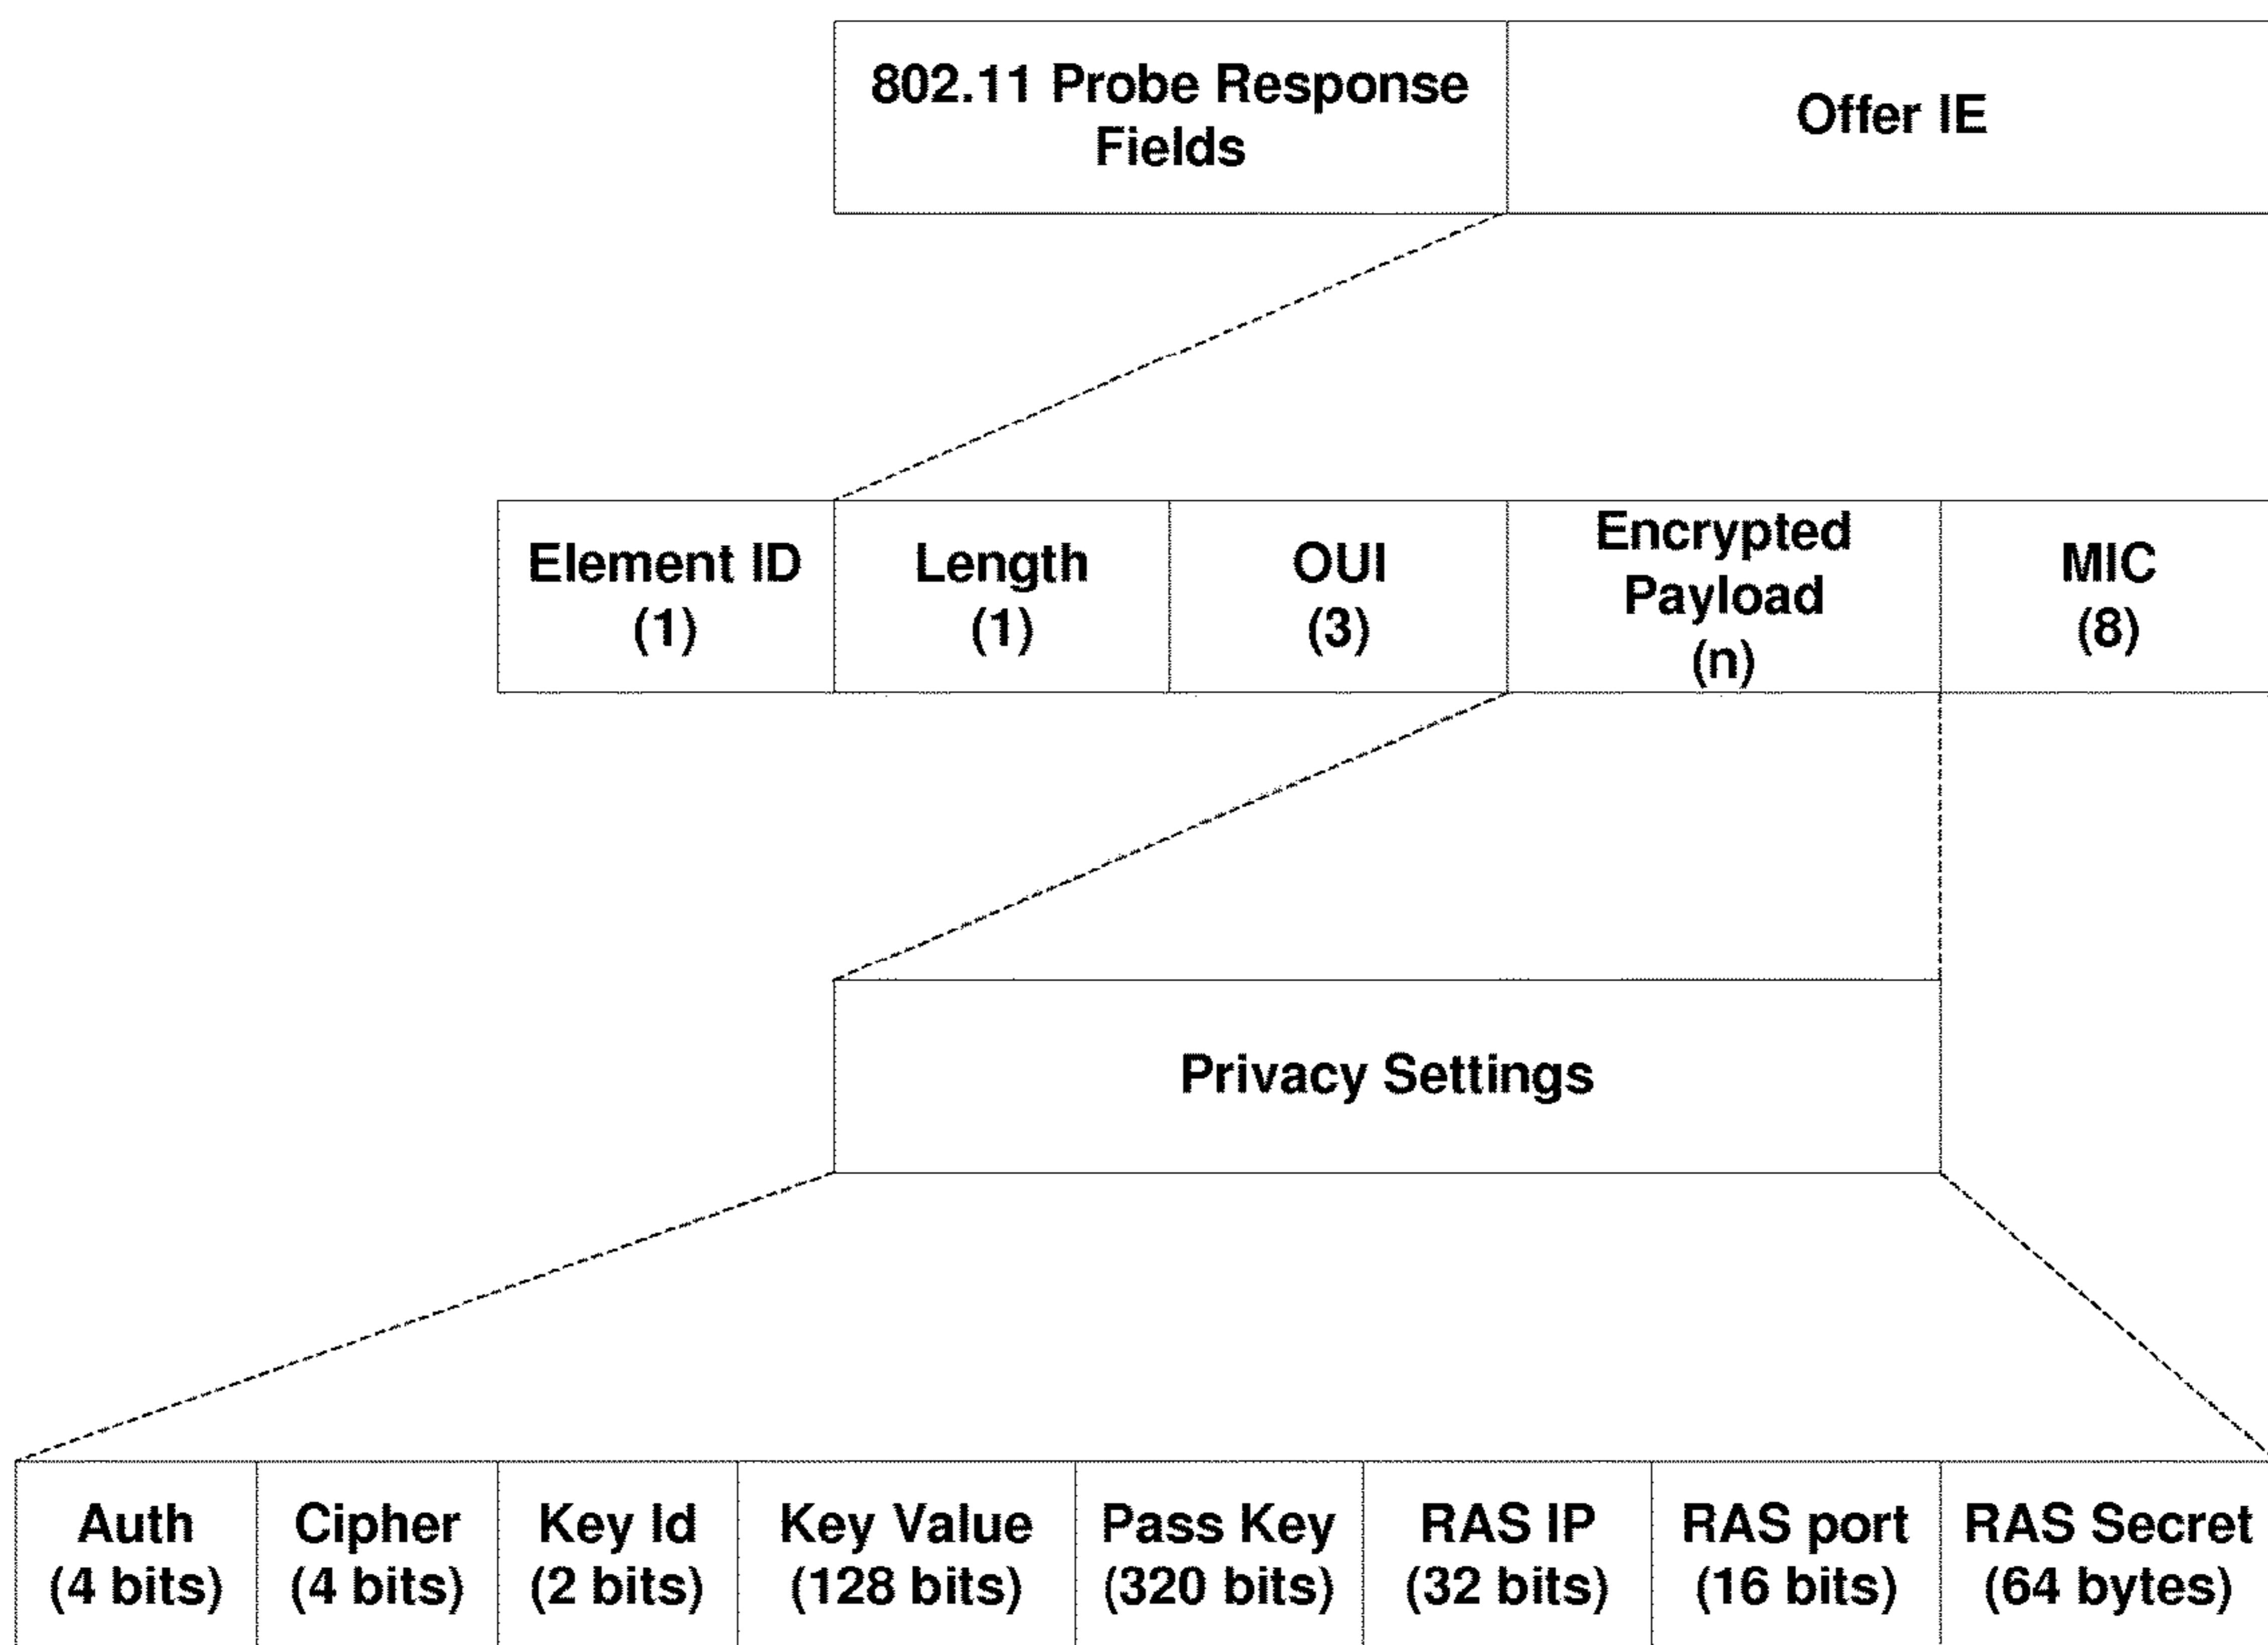 802.11 Probe Response
Fields
Offer IE
Element ID
(1)
Length
(1)
OUI
(3)
Encrypted
Payload
(n)
MIC
(8)
Privacy Settings
Auth
(4 bits)
Cipher
(4 bits)
Key Id
(2 bits)
Key Value
(128 bits)
Pass Key
(320 bits)
RAS IP
(32 bits)
RAS port
(16 bits)
RAS Secret
(64 bytes)